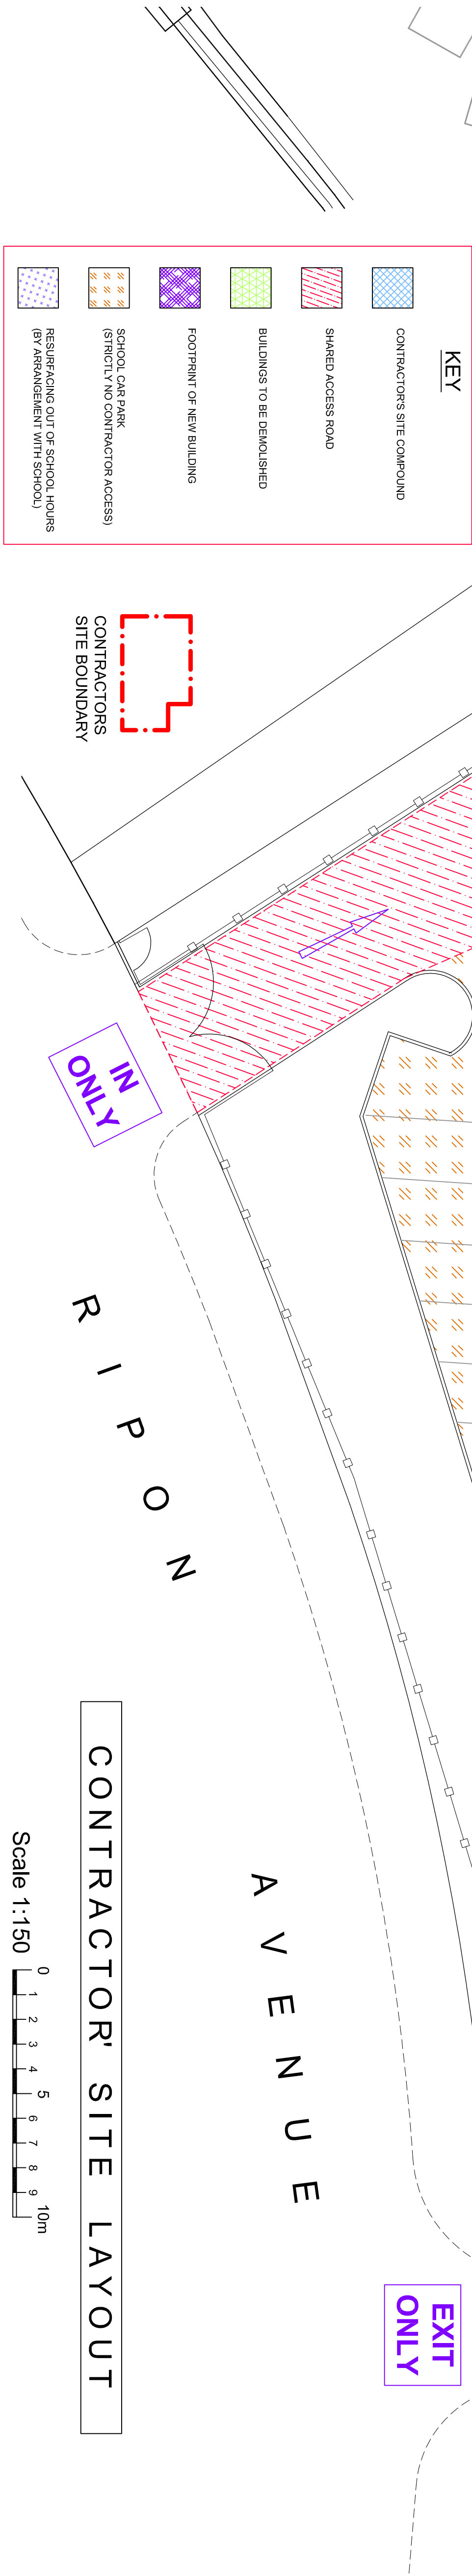 KEY
CONTRACTOR'S SITE COMPOUND
SHARED ACCESS ROAD
BUILDINGS TO BE DEMOLISHED
FOOTPRINT OF NEW BUILDING
SCHOOL CAR PARK
(STRICTLY NO CONTRACTOR ACCESS)
RESURFACING OUT OF SCHOOL HOURS
(BY ARRANGEMENT WITH SCHOOL)
CONTRACTORS
SITE BOUNDARY
IN
ONLY
RIPON AVENUE
EXIT
ONLY
CONTRACTOR' SITE LAYOUT
Scale 1:150
0 1 2 3 4 5 6 7 8 9 10m